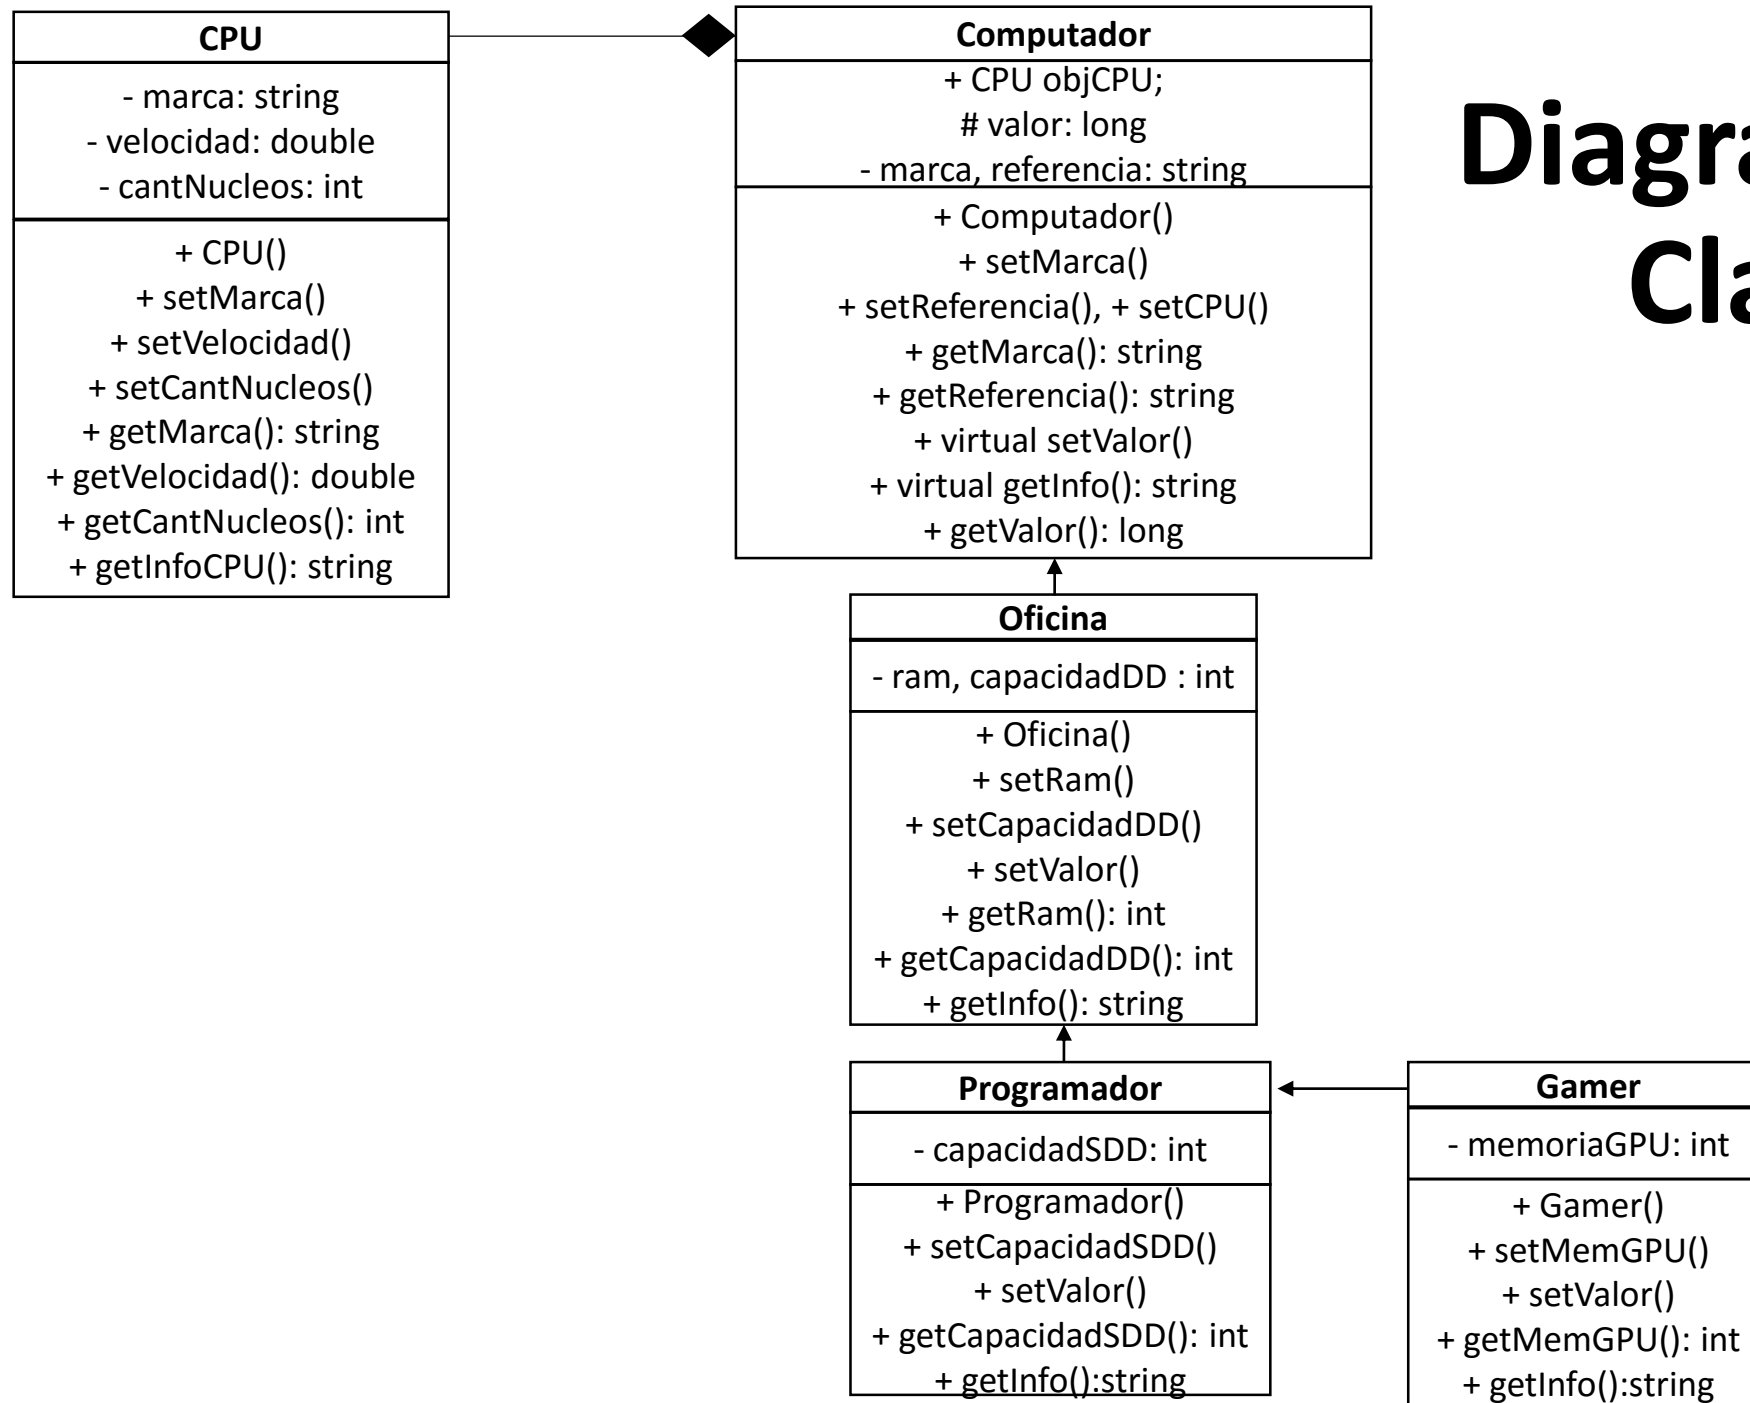 CPU
- marca: string
- velocidad: double
- cantNucleos: int
+ CPU()
+ setMarca()
+ setVelocidad()
+ setCantNucleos()
+ getMarca(): string
+ getVelocidad(): double
+ getCantNucleos(): int
+ getInfoCPU(): string
Computador
+ CPU objCPU;
# valor: long
- marca, referencia: string
+ Computador()
+ setMarca()
+ setReferencia(), + setCPU()
+ getMarca(): string
+ getReferencia(): string
+ virtual setValor()
+ virtual getInfo(): string
+ getValor(): long
Oficina
- ram, capacidadDD : int
+ Oficina()
+ setRam()
+ setCapacidadDD()
+ setValor()
+ getRam(): int
+ getCapacidadDD(): int
+ getInfo(): string
Programador
- capacidadSDD: int
+ Programador()
+ setCapacidadSDD()
+ setValor()
+ getCapacidadSDD(): int
+ getInfo():string
Gamer
- memoriaGPU: int
+ Gamer()
+ setMemGPU()
+ setValor()
+ getMemGPU(): int
+ getInfo():string